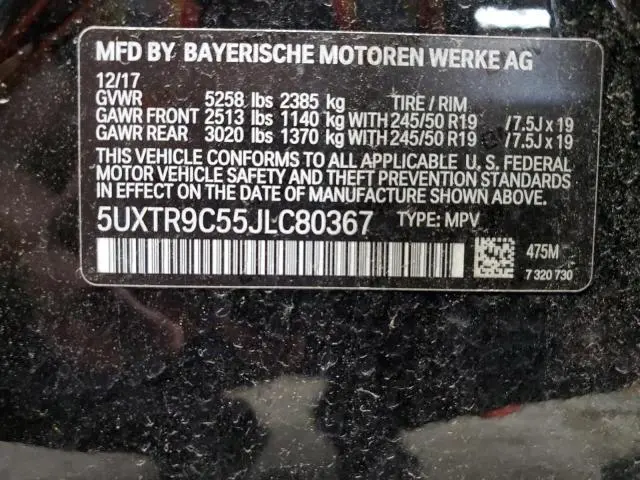 MFD BY BAYERISCHE MOTOREN WERKE AG
12/17
GVWR 5258 lbs 2385 kg TIRE / RIM
GAWR FRONT 2513 lbs 1140 kg WITH 245/50 R19 /7.5J x 19
GAWR REAR 3020 lbs 1370 kg WITH 245/50 R19 /7.5J x 19
THIS VEHICLE CONFORMS TO ALL APPLICABLE U. S. FEDERAL
MOTOR VEHICLE SAFETY AND THEFT PREVENTION STANDARDS
IN EFFECT ON THE DATE OF MANUFACTURE SHOWN ABOVE.
5UXTR9C55JLC80367 TYPE: MPV
475M
7 320 730